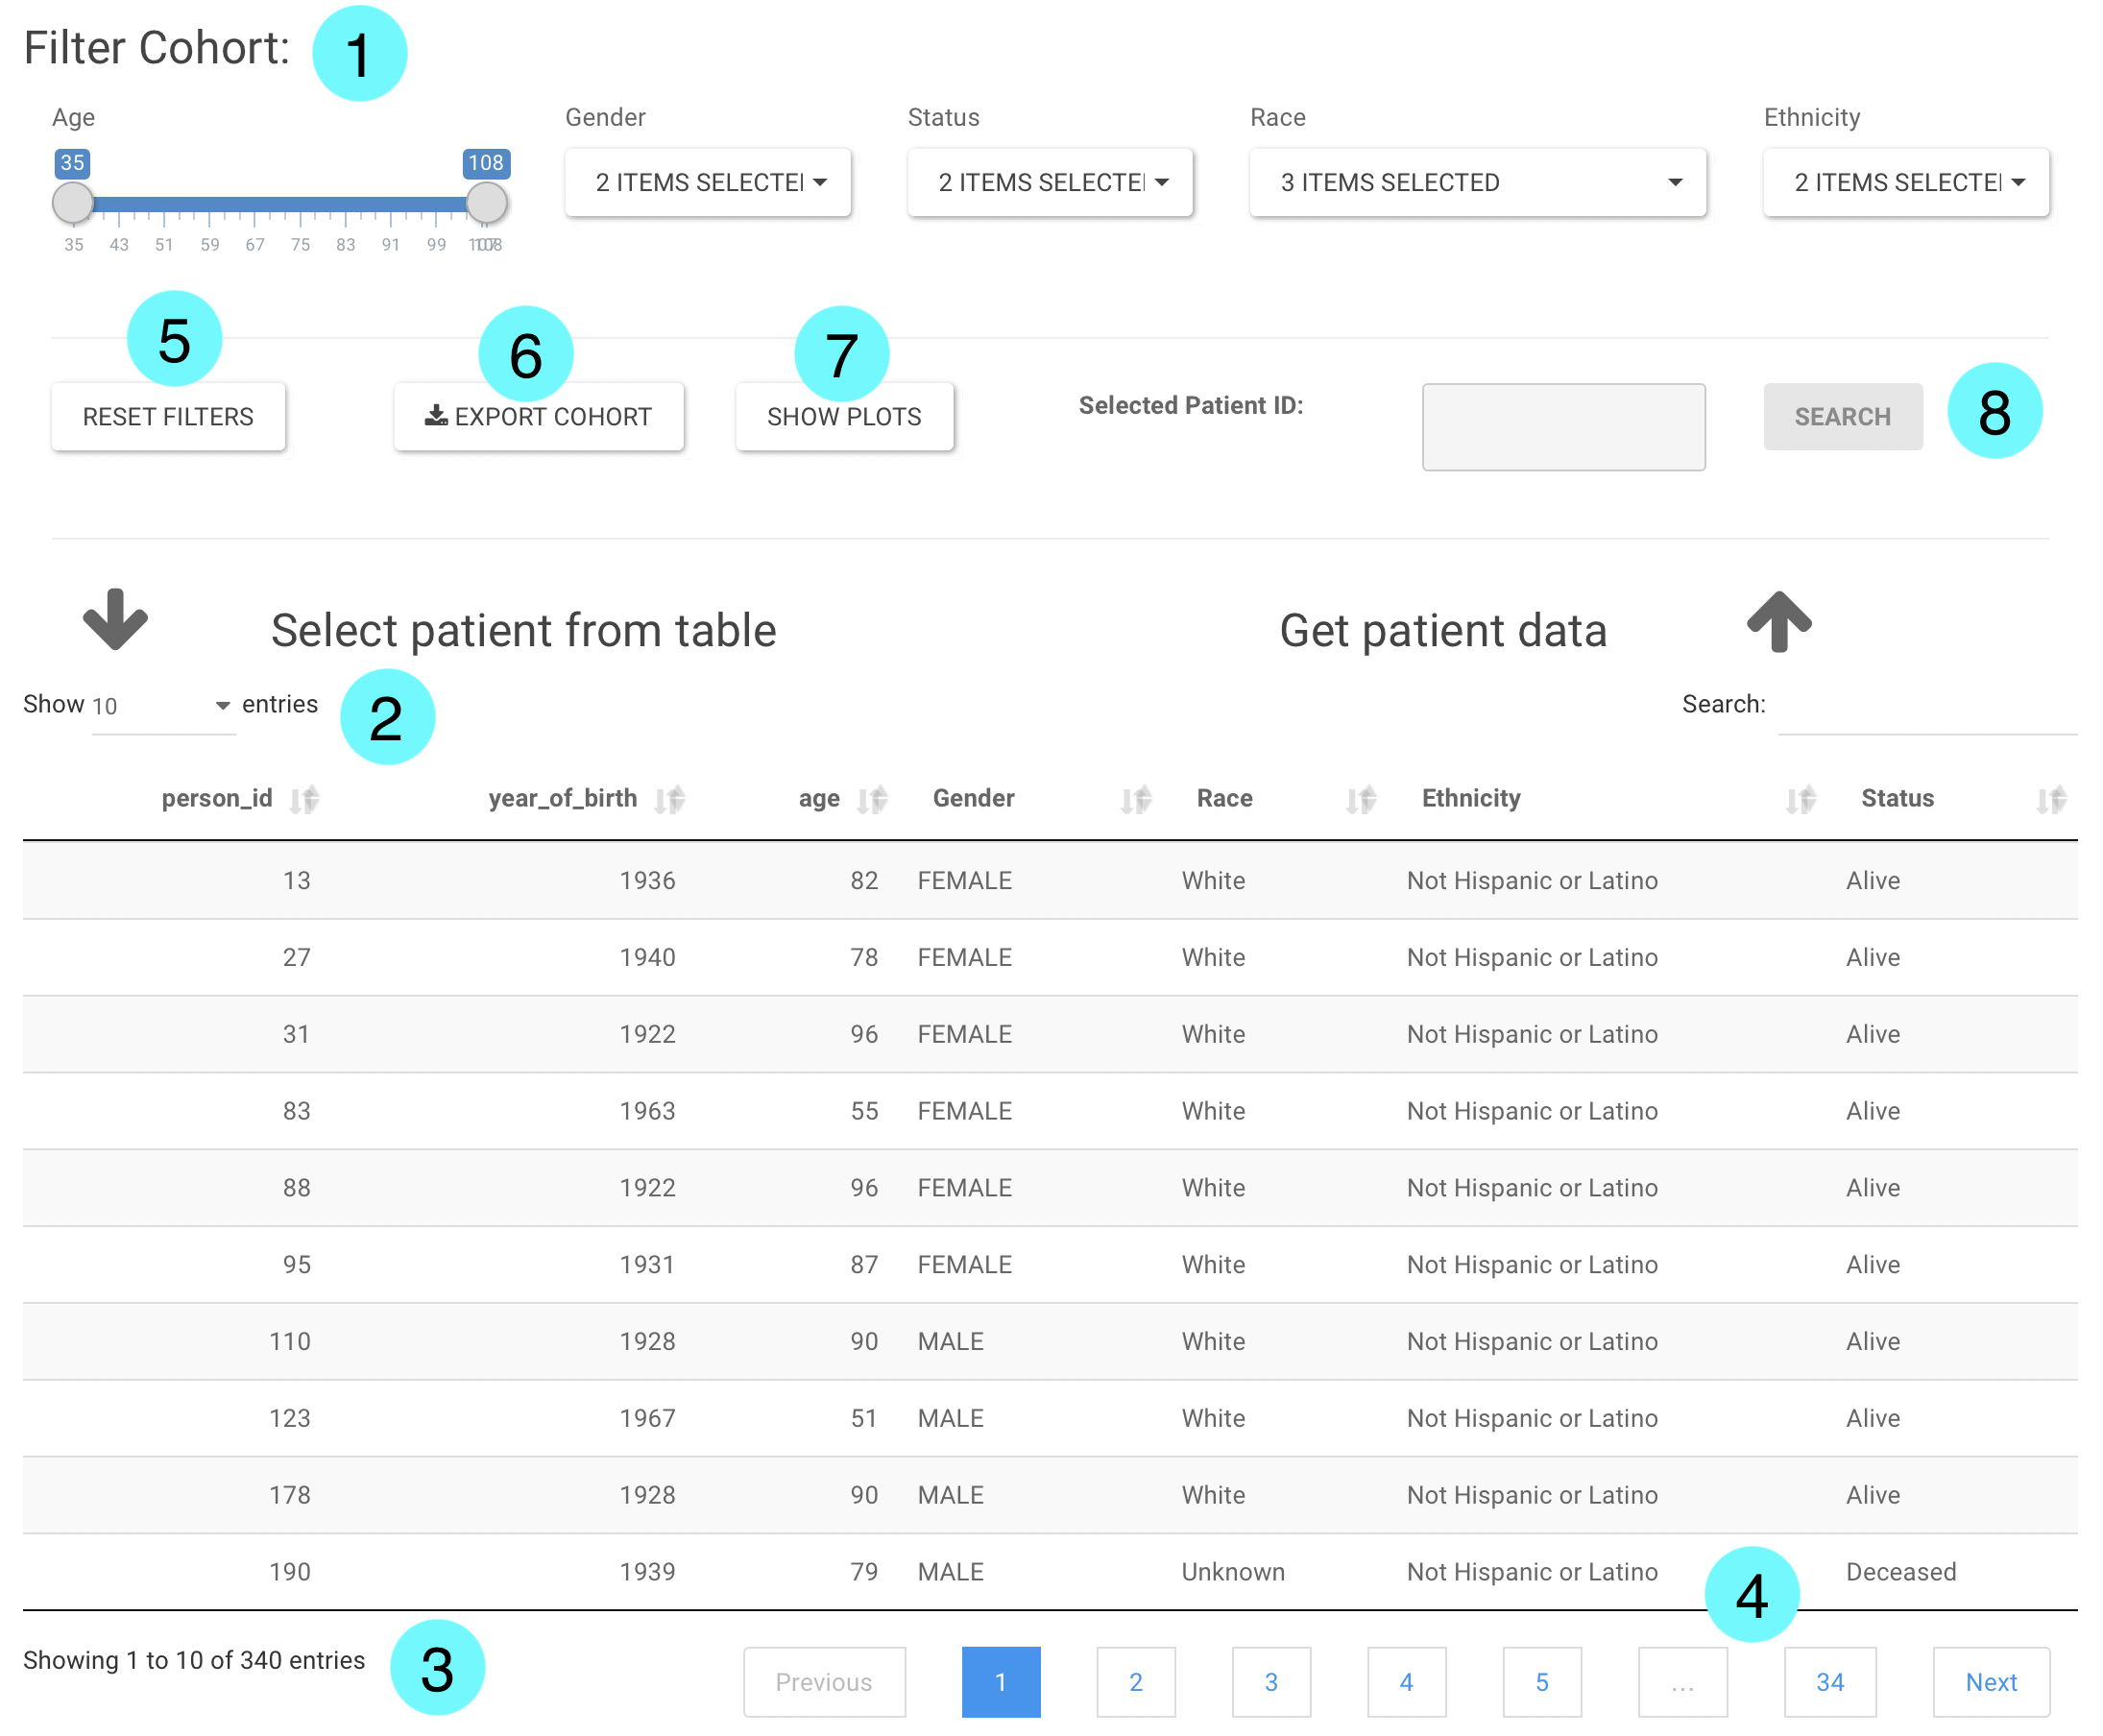 Filter Cohort: 1
Age Gender Status Race Ethnicity
35 108
2 ITEMS SELECTE 2 ITEMS SELECTE 3 ITEMS SELECTED 2 ITEMS SELECTE
35 43 51 59 67 75 83 91 99 107 108
5 6 7
RESET FILTERS EXPORT COHORT SHOW PLOTS Selected Patient ID: SEARCH 8
Select patient from table Get patient data
Show 10 entries 2 Search:
person_id year_of_birth age Gender Race Ethnicity Status
13 1936 82 FEMALE White Not Hispanic or Latino Alive
27 1940 78 FEMALE White Not Hispanic or Latino Alive
31 1922 96 FEMALE White Not Hispanic or Latino Alive
83 1963 55 FEMALE White Not Hispanic or Latino Alive
88 1922 96 FEMALE White Not Hispanic or Latino Alive
95 1931 87 FEMALE White Not Hispanic or Latino Alive
110 1928 90 MALE White Not Hispanic or Latino Alive
123 1967 51 MALE White Not Hispanic or Latino Alive
178 1928 90 MALE White Not Hispanic or Latino Alive
190 1939 79 MALE Unknown Not Hispanic or Latino Deceased
4
Showing 1 to 10 of 340 entries 3 Previous 1 2 3 4 5 ... 34 Next